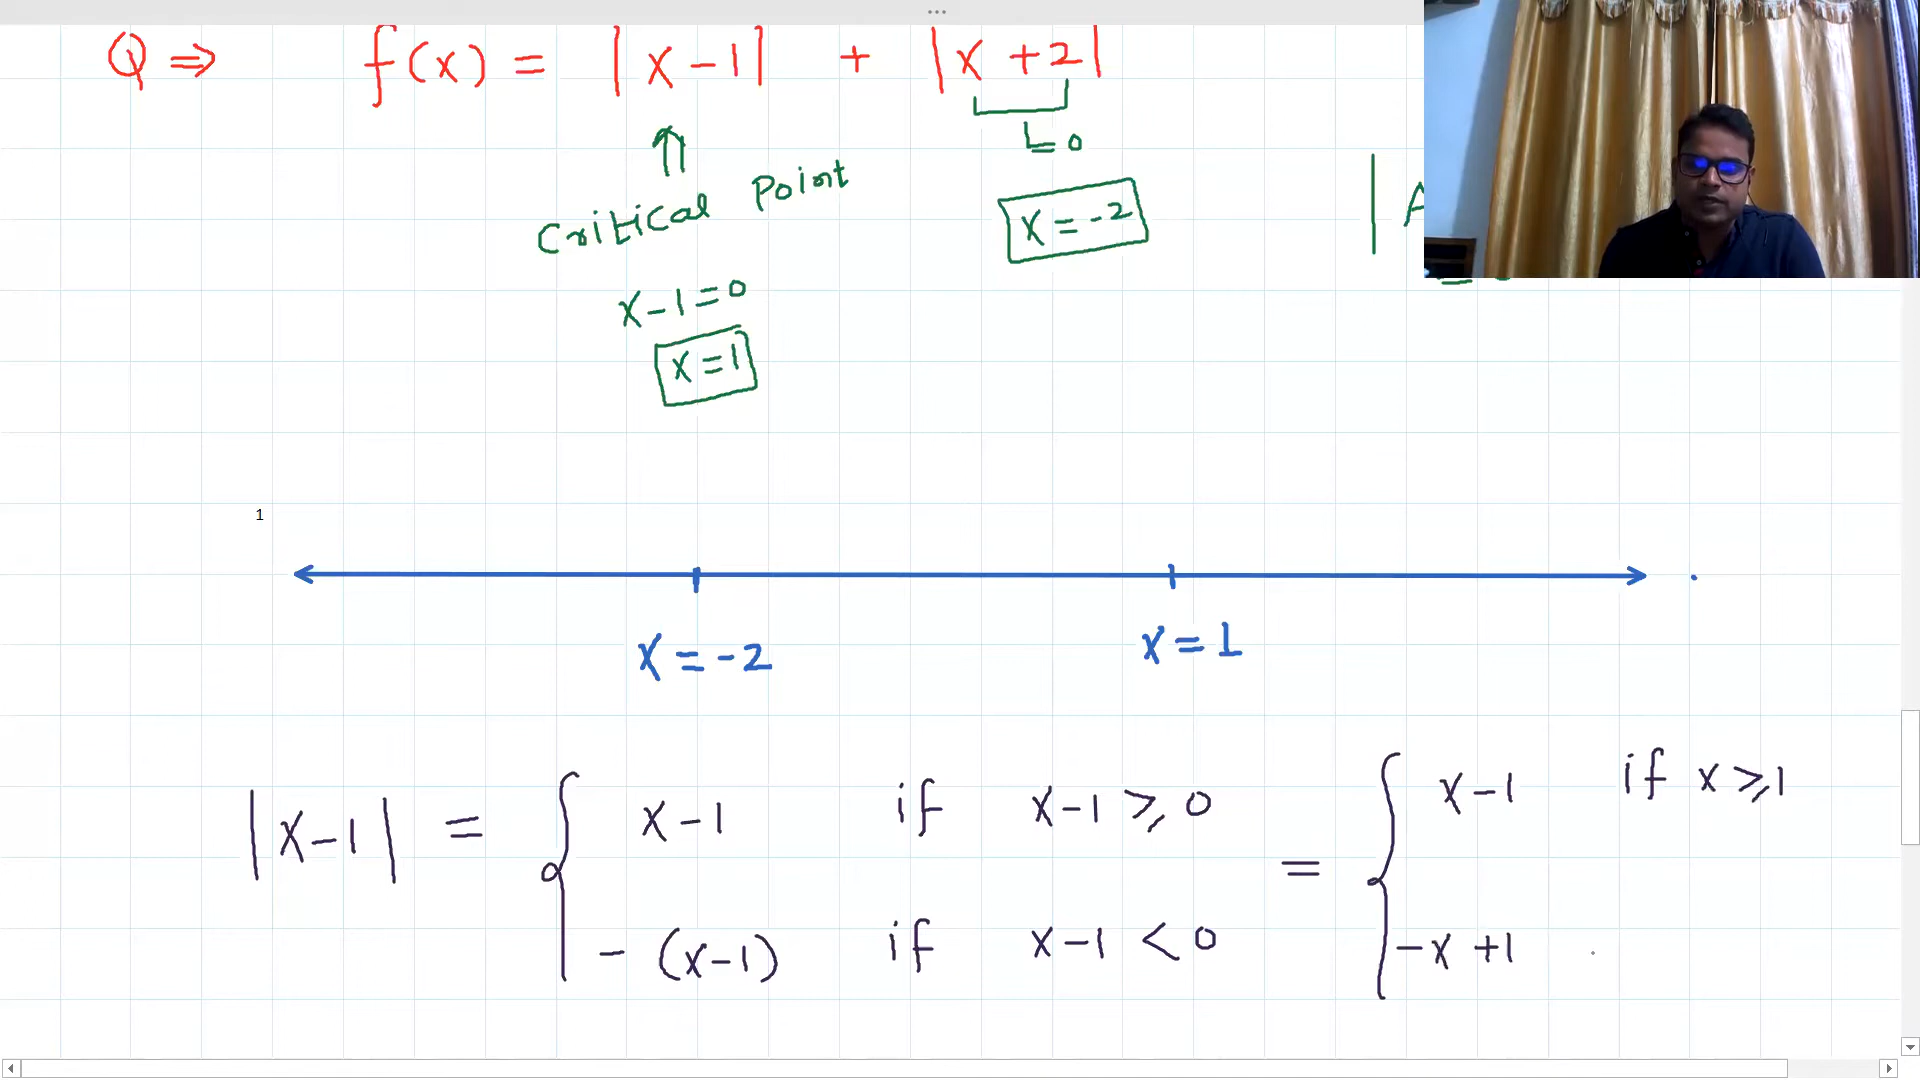 Q ⇒ f(x) = |x-1| + |x+2|
= 0
Critical Point
x = -2
x-1=0
x=1
1
x = -2
x = 1
|x-1| = { x-1 if x-1 ≥ 0 = { x-1 if x ≥ 1
-(x-1) if x-1 < 0 -x+1